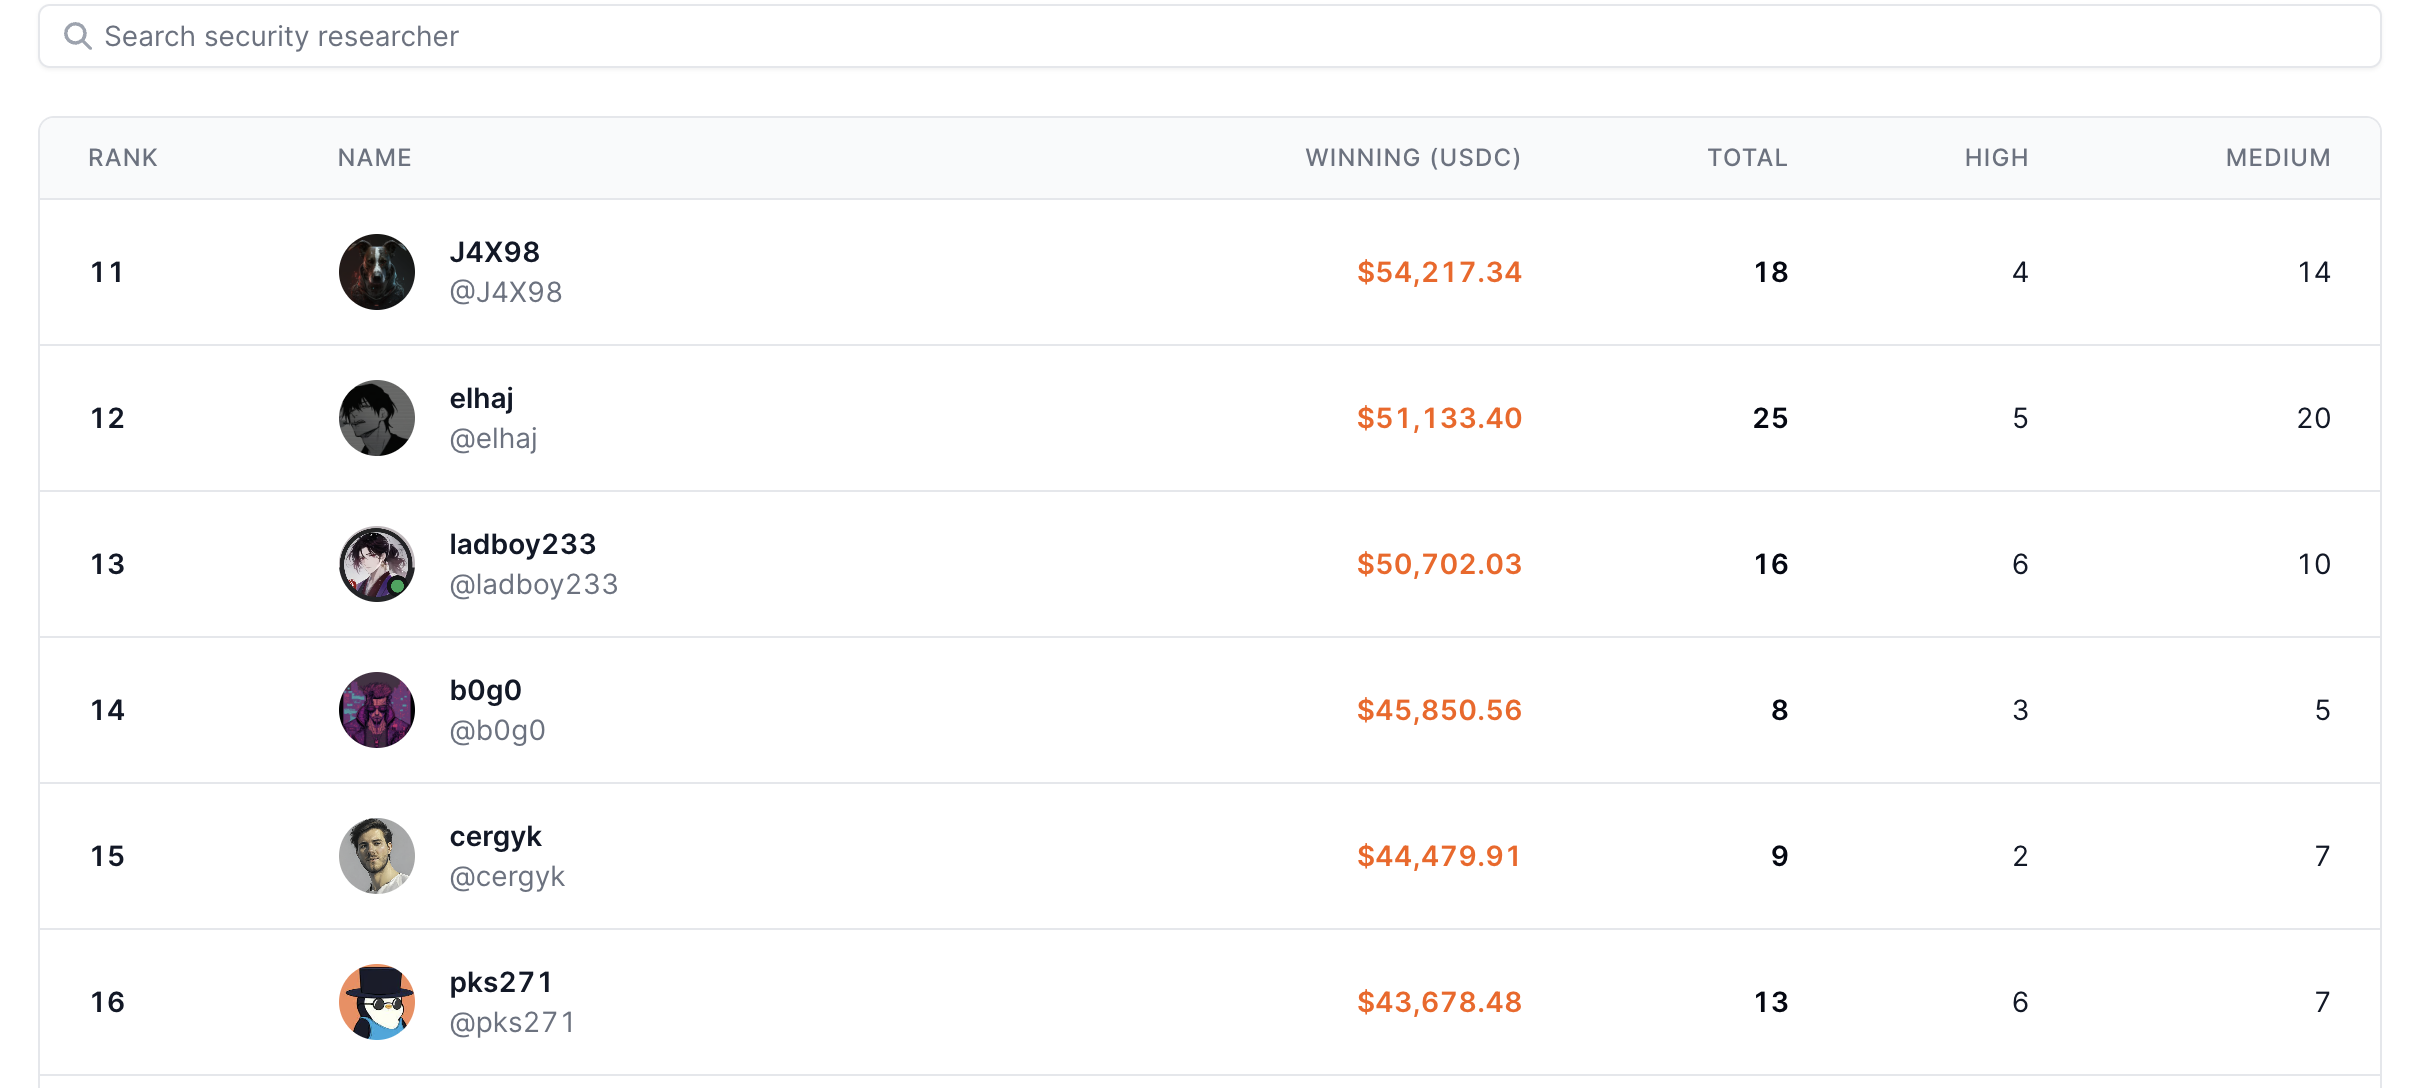 Search security researcher
RANK NAME WINNING (USDC) TOTAL HIGH MEDIUM
11 J4X98 $54,217.34 18 4 14
@J4X98
12 elhaj $51,133.40 25 5 20
@elhaj
13 ladboy233 $50,702.03 16 6 10
@ladboy233
14 b0g0 $45,850.56 8 3 5
@b0g0
15 cergyk $44,479.91 9 2 7
@cergyk
16 pks271 $43,678.48 13 6 7
@pks271